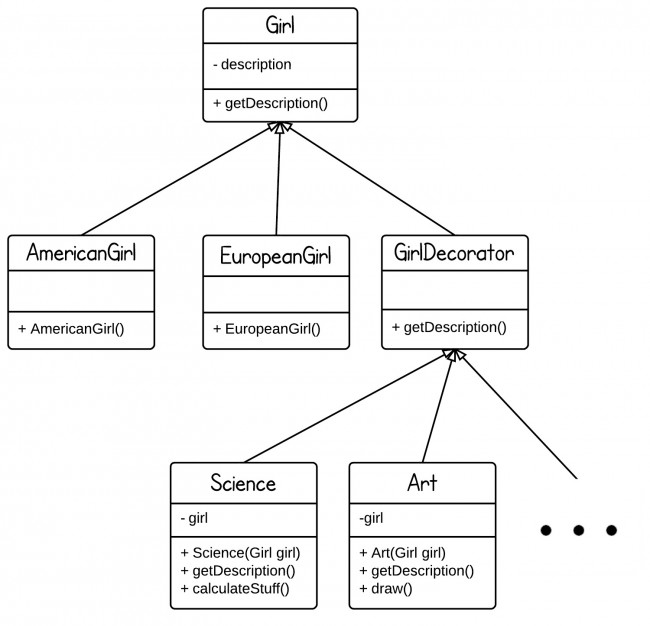 Girl
- description
+ getDescription()
AmericanGirl
+ AmericanGirl()
EuropeanGirl
+ EuropeanGirl()
GirlDecorator
+ getDescription()
Science
- girl
+ Science(Girl girl)
+ getDescription()
+ calculateStuff()
Art
-girl
+ Art(Girl girl)
+ getDescription()
+ draw()